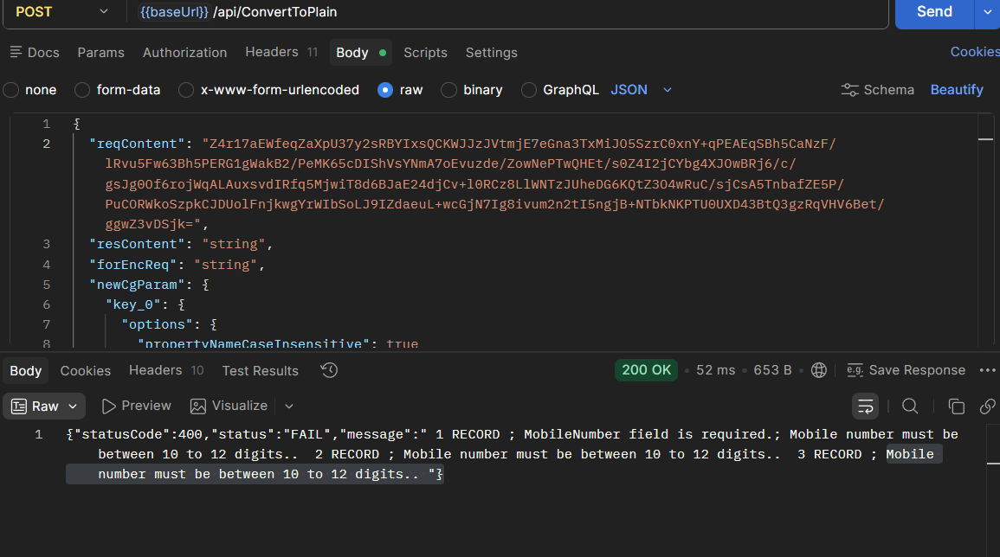 POST {{baseUrl}} /api/ConvertToPlain Send
Docs Params Authorization Headers 11 Body Scripts Settings Cookies
none form-data x-www-form-urlencoded raw binary GraphQL JSON Schema Beautify
1 {
2 "reqContent": "Z4r17aEWfeqZaXpU37y2sRBYIxsQCKWJJzJVtmjE7eGna3TxMiJO5SzrC0xnY+qPEAEqSBh5CaNzF/
lRvu5Fw63Bh5PERG1gWakB2/PeMK65cDIShVsYNmA7oEvuzde/ZowNePTwQHEt/s0Z4I2jCYbg4XJOwBRj6/c/
gsJg0Of6rojWqALAuxsvdIRfq5MjwiT8d6BJaE24djCv+l0RCz8LlWNTzJUheDG6KQtZ3O4wRuC/sjCsA5TnbafZE5P/
PuCORWkoSzpkCJDUolFnjkwgYrWIbSoLJ9IZdaeuL+wcGjN7Ig8ivum2n2tI5ngjB+NTbkNKPTU0UXD43BtQ3gzRqVHV6Bet/
ggwZ3vDSjk=",
3 "resContent": "string",
4 "forEncReq": "string",
5 "newCgParam": {
6 "key_0": {
7 "options": {
8 "propertyNameCaseInsensitive": true
Body Cookies Headers 10 Test Results 200 OK 52 ms 653 B e.g. Save Response
Raw Preview Visualize
1 {"statusCode":400,"status":"FAIL","message":" 1 RECORD ; MobileNumber field is required.; Mobile number must be
between 10 to 12 digits.. 2 RECORD ; Mobile number must be between 10 to 12 digits.. 3 RECORD ; Mobile
number must be between 10 to 12 digits.. "}